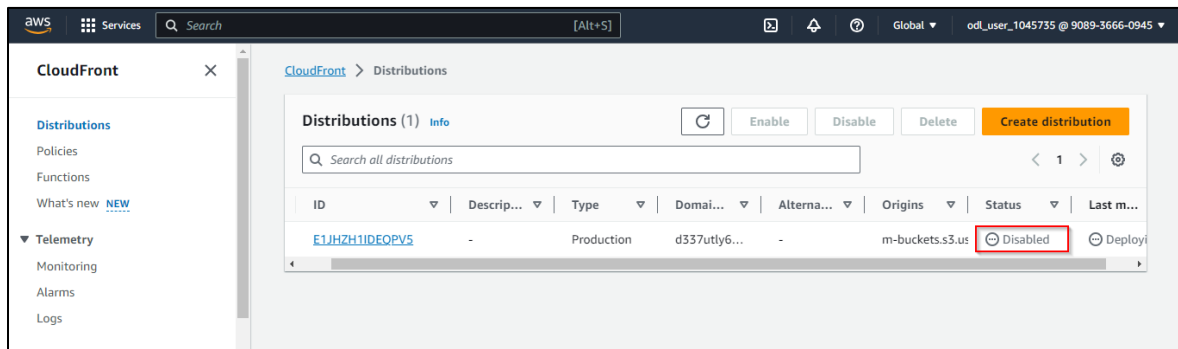 aws Services Search [Alt+S] Global odl_user_1045735 @ 9089-3666-0945
CloudFront
CloudFront > Distributions
Distributions (1) Info Enable Disable Delete Create distribution
Search all distributions
1
ID Descrip... Type Domai... Alterna... Origins Status Last m...
E1JHZH1IDEQPV5 - Production d337utly6... - m-buckets.s3.us Disabled Deployi
Distributions
Policies
Functions
What's new NEW
Telemetry
Monitoring
Alarms
Logs